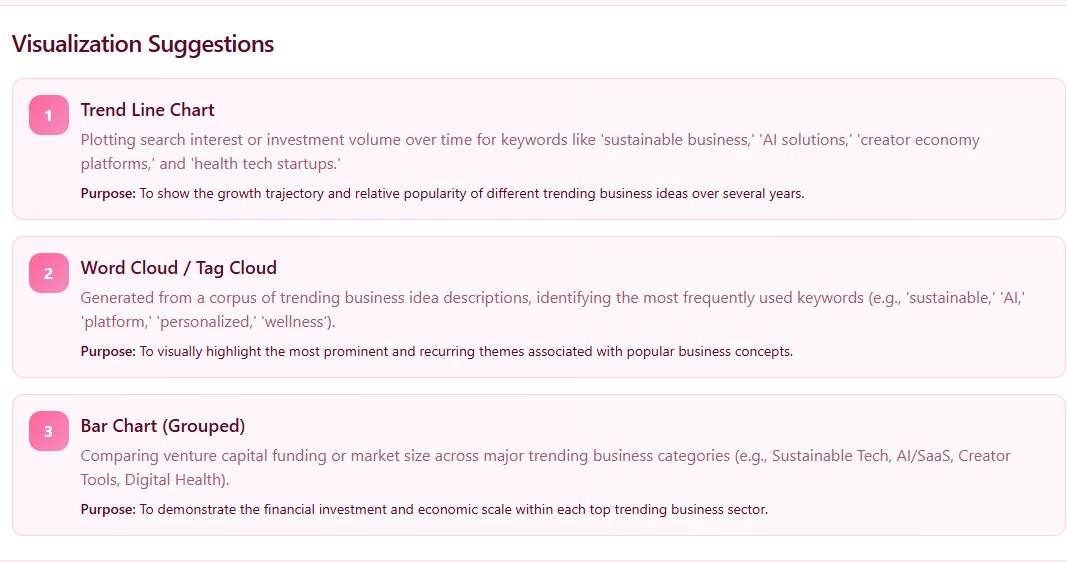 Visualization Suggestions
1
Trend Line Chart
Plotting search interest or investment volume over time for keywords like 'sustainable business,' 'AI solutions,' 'creator economy
platforms,' and 'health tech startups.'
Purpose: To show the growth trajectory and relative popularity of different trending business ideas over several years.
2
Word Cloud / Tag Cloud
Generated from a corpus of trending business idea descriptions, identifying the most frequently used keywords (e.g., 'sustainable,' 'AI,'
'platform,' 'personalized,' 'wellness').
Purpose: To visually highlight the most prominent and recurring themes associated with popular business concepts.
3
Bar Chart (Grouped)
Comparing venture capital funding or market size across major trending business categories (e.g., Sustainable Tech, AI/SaaS, Creator
Tools, Digital Health).
Purpose: To demonstrate the financial investment and economic scale within each top trending business sector.